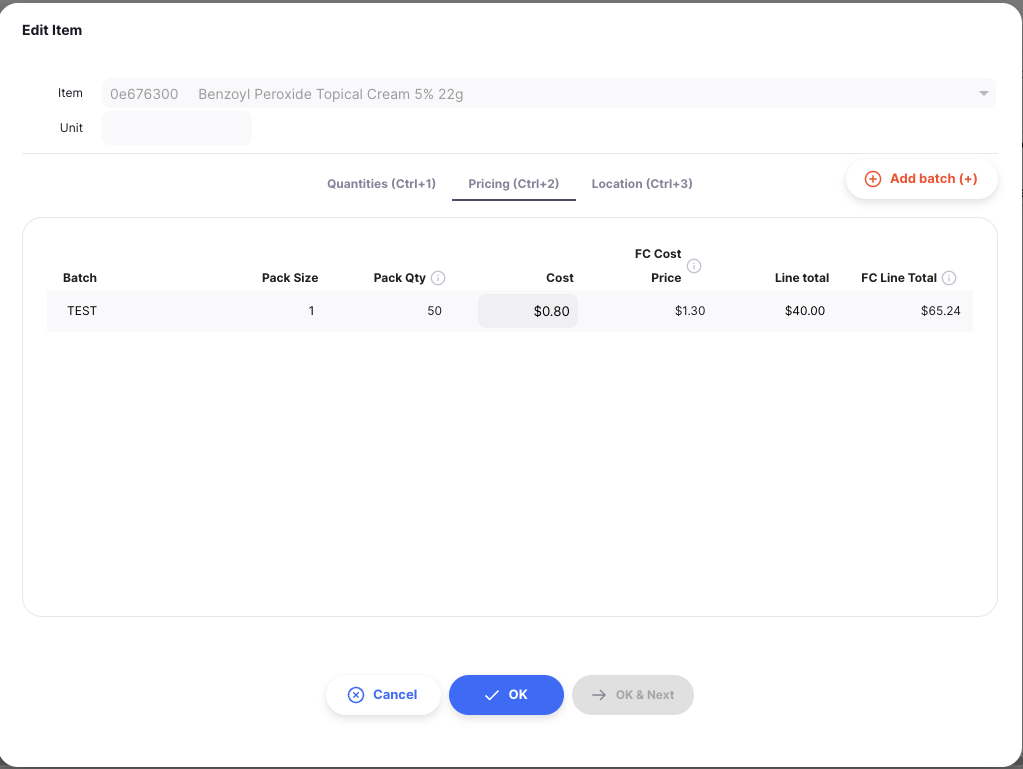 Edit Item
Item 0e676300 Benzoyl Peroxide Topical Cream 5% 22g
Unit
Quantities (Ctrl+1) Pricing (Ctrl+2) Location (Ctrl+3) Add batch (+)
Batch Pack Size Pack Qty Cost FC Cost Price Line total FC Line Total
TEST 1 50 $0.80 $1.30 $40.00 $65.24
Cancel OK OK & Next